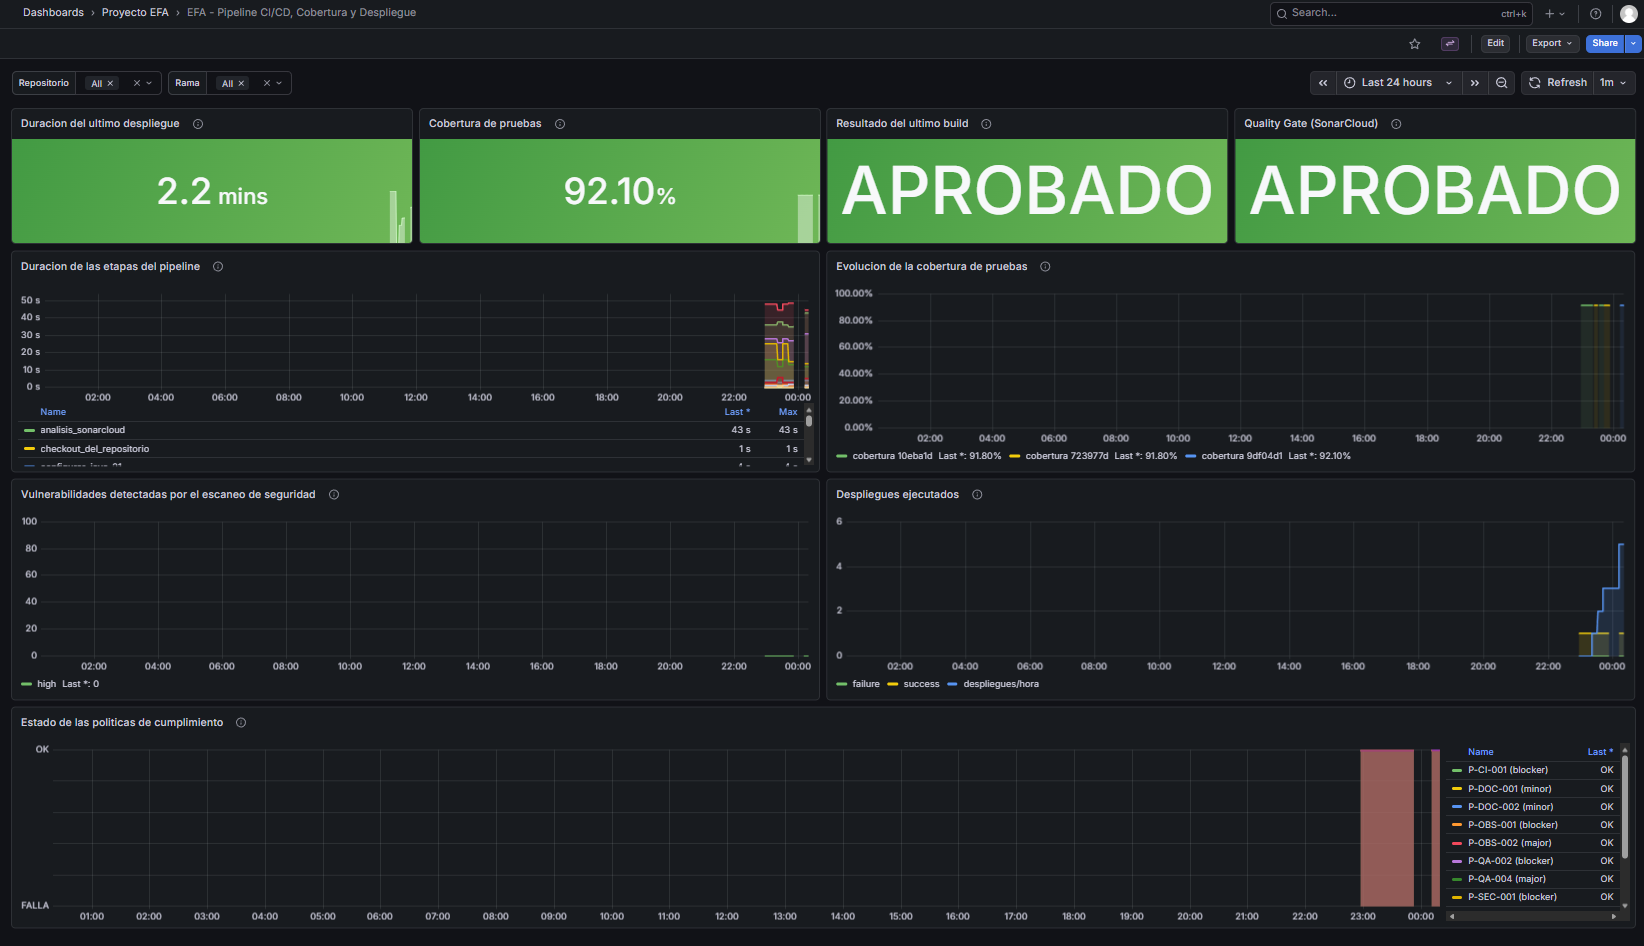 Dashboards › Proyecto EFA › EFA - Pipeline CI/CD, Cobertura y Despliegue
Search... ctrl+k
Edit Export Share
Repositorio All × Rama All ×
Last 24 hours Refresh 1m
Duracion del ultimo despliegue
2.2 mins
Cobertura de pruebas
92.10%
Resultado del ultimo build
APROBADO
Quality Gate (SonarCloud)
APROBADO
Duracion de las etapas del pipeline
50 s
40 s
30 s
20 s
10 s
0 s
02:00 04:00 06:00 08:00 10:00 12:00 14:00 16:00 18:00 20:00 22:00 00:00
Name Last * Max
analisis_sonarcloud 43 s 43 s
checkout_del_repositorio 1 s 1 s
Evolucion de la cobertura de pruebas
100.00%
80.00%
60.00%
40.00%
20.00%
0.00%
02:00 04:00 06:00 08:00 10:00 12:00 14:00 16:00 18:00 20:00 22:00 00:00
cobertura 10eba1d Last *: 91.80% cobertura 723977d Last *: 91.80% cobertura 9df04d1 Last *: 92.10%
Vulnerabilidades detectadas por el escaneo de seguridad
100
80
60
40
20
0
02:00 04:00 06:00 08:00 10:00 12:00 14:00 16:00 18:00 20:00 22:00 00:00
high Last *: 0
Despliegues ejecutados
6
4
2
0
02:00 04:00 06:00 08:00 10:00 12:00 14:00 16:00 18:00 20:00 22:00 00:00
failure success despliegues/hora
Estado de las politicas de cumplimiento
OK
FALLA
01:00 02:00 03:00 04:00 05:00 06:00 07:00 08:00 09:00 10:00 11:00 12:00 13:00 14:00 15:00 16:00 17:00 18:00 19:00 20:00 21:00 22:00 23:00 00:00
Name Last *
P-CI-001 (blocker) OK
P-DOC-001 (minor) OK
P-DOC-002 (minor) OK
P-OBS-001 (blocker) OK
P-OBS-002 (major) OK
P-QA-002 (blocker) OK
P-QA-004 (major) OK
P-SEC-001 (blocker) OK